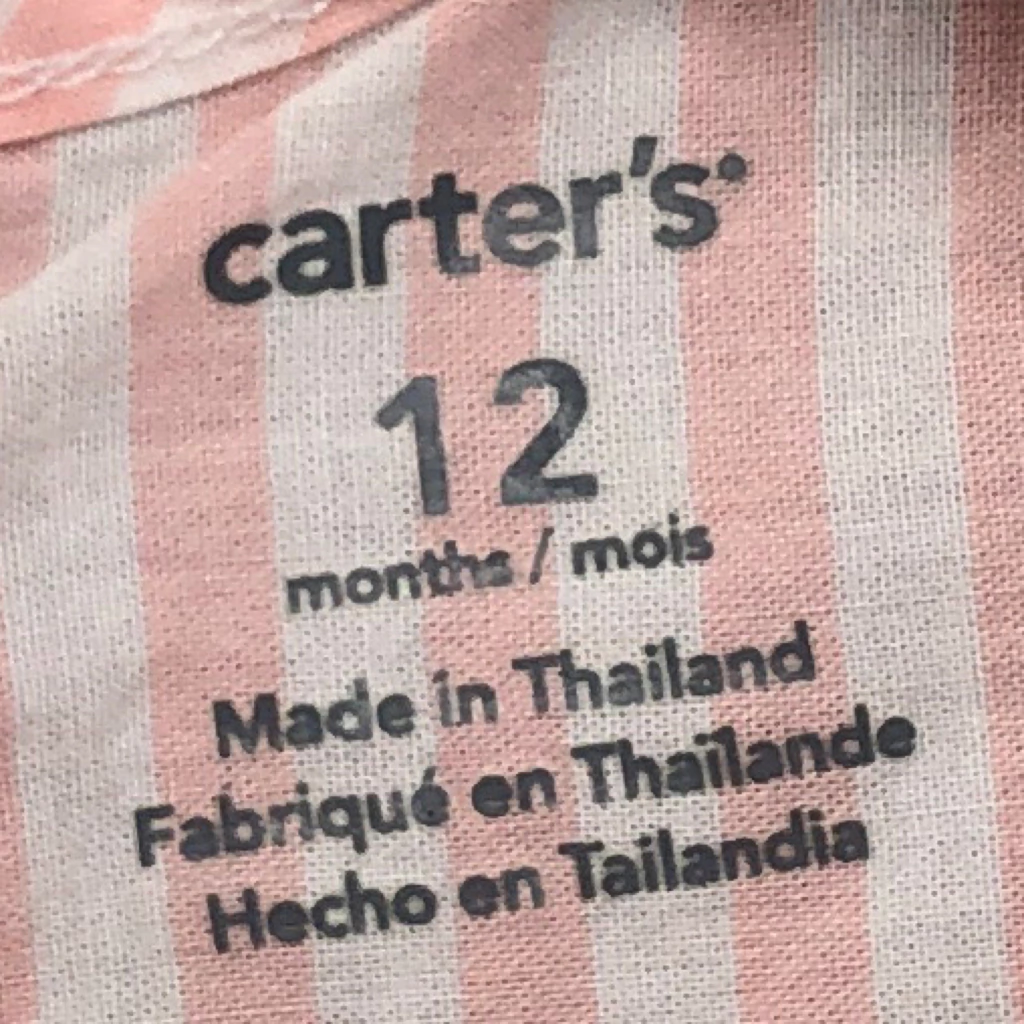 carter's
12
months / mois
Made in Thailand
Fabriqué en Thaïlande
Hecho en Tailandia